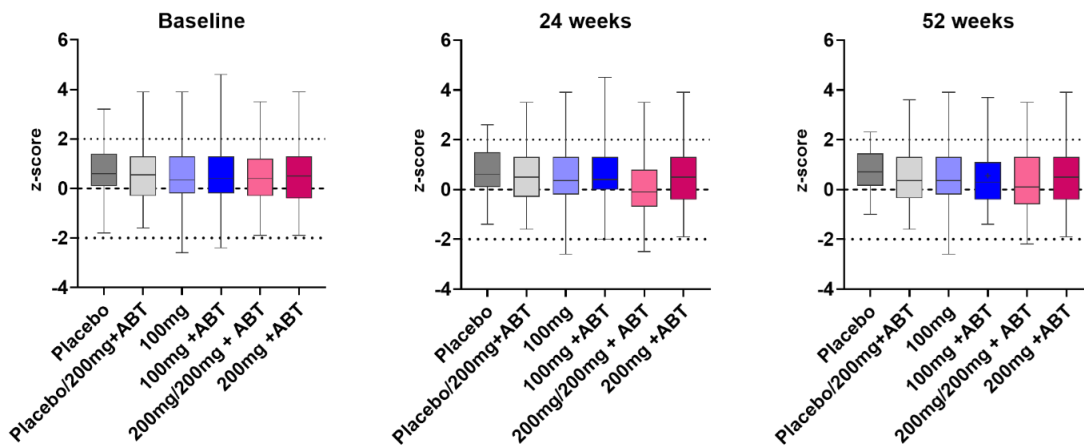 Baseline
z-score
6
4
2
0
-2
-4
Placebo
Placebo/200mg+ABT
100mg
100mg +ABT
200mg/200mg + ABT
200mg +ABT
24 weeks
z-score
6
4
2
0
-2
-4
Placebo
Placebo/200mg+ABT
100mg
100mg +ABT
200mg/200mg + ABT
200mg +ABT
52 weeks
z-score
6
4
2
0
-2
-4
Placebo
Placebo/200mg+ABT
100mg
100mg +ABT
200mg/200mg + ABT
200mg +ABT